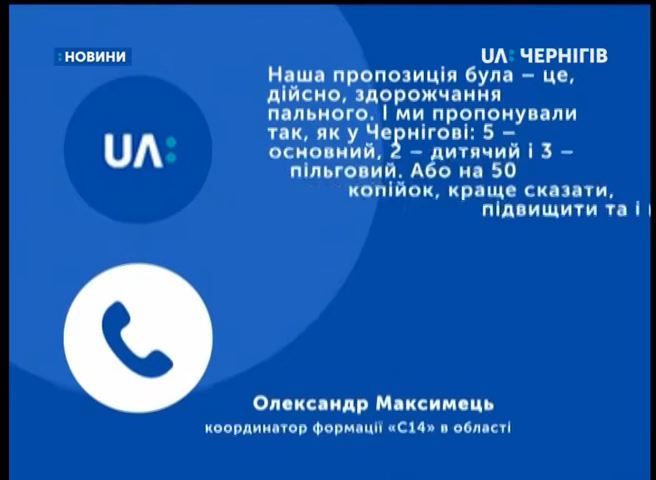 НОВИНИ
UA: ЧЕРНІГІВ
Наша пропозиція була – це,
дійсно, здорожчання
пального. І ми пропонували
так, як у Чернігові: 5 –
основний, 2 – дитячий і 3 –
пільговий. Або на 50
копійок, краще сказати,
підвищити та і
UA:
Олександр Максимець
координатор формації «С14» в області